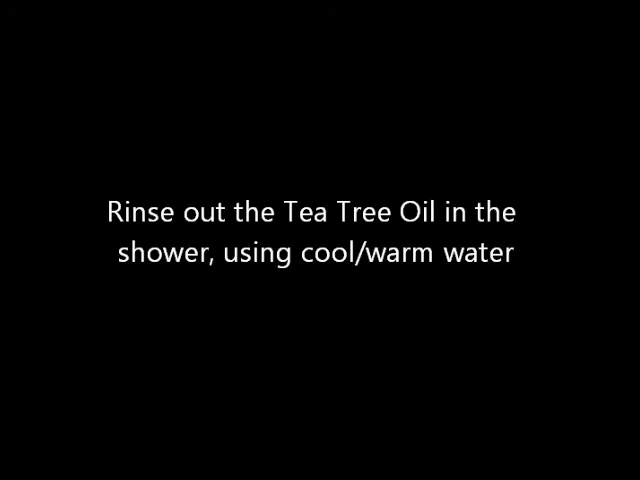 Rinse out the Tea Tree Oil in the
shower, using cool/warm water